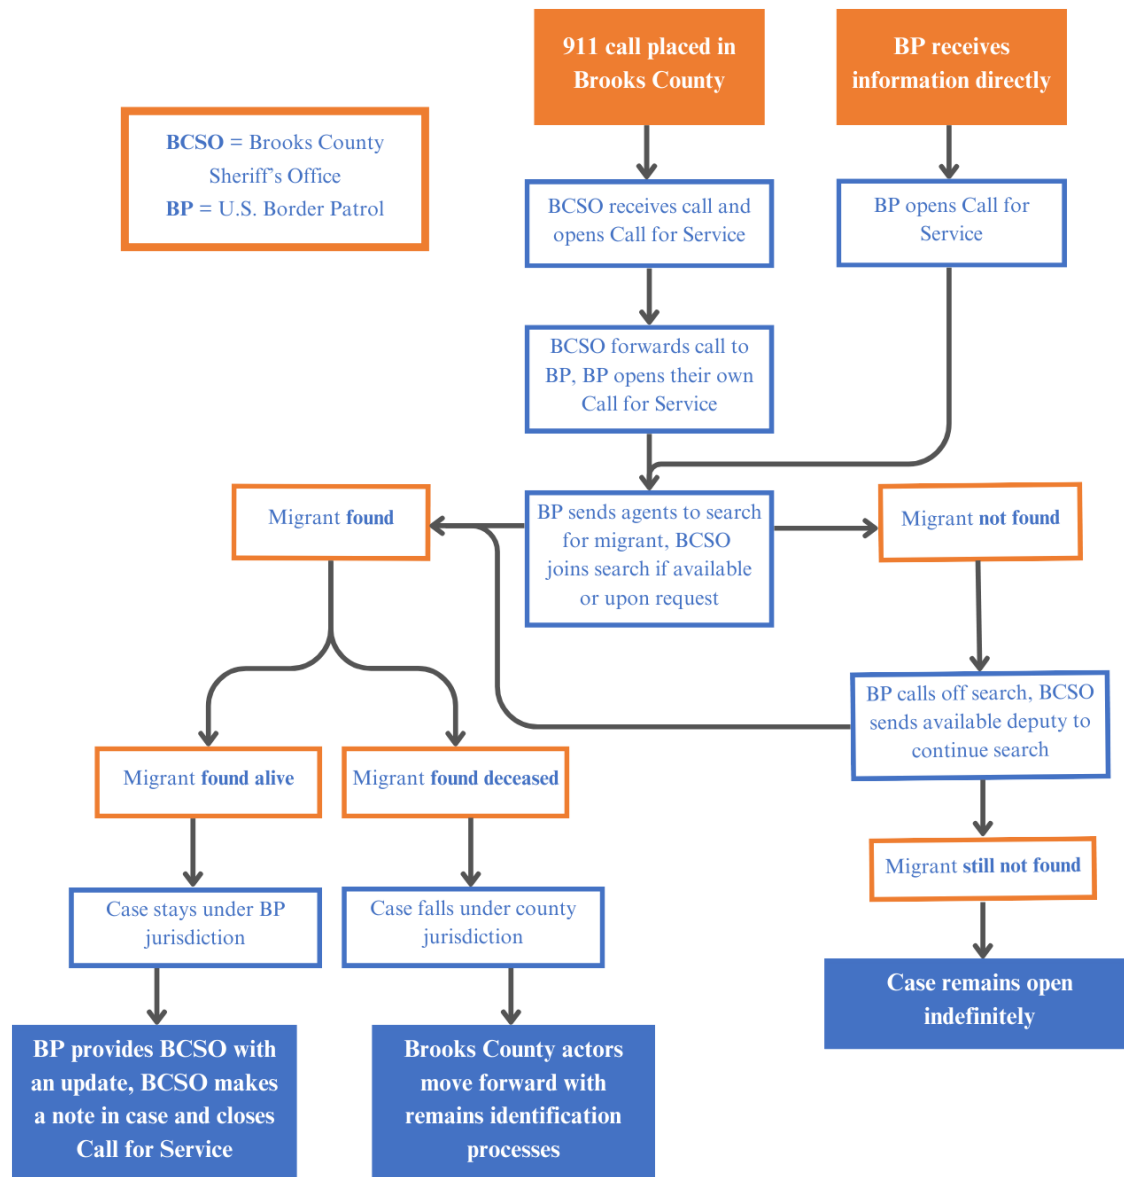 911 call placed in
Brooks County
BP receives
information directly
BCSO = Brooks County
Sheriff's Office
BP = U.S. Border Patrol
BCSO receives call and
opens Call for Service
BP opens Call for
Service
BCSO forwards call to
BP, BP opens their own
Call for Service
Migrant found
BP sends agents to search
for migrant, BCSO
joins search if available
or upon request
Migrant not found
BP calls off search, BCSO
sends available deputy to
continue search
Migrant found alive
Migrant found deceased
Migrant still not found
Case stays under BP
jurisdiction
Case falls under county
jurisdiction
Case remains open
indefinitely
BP provides BCSO with
an update, BCSO makes
a note in case and closes
Call for Service
Brooks County actors
move forward with
remains identification
processes